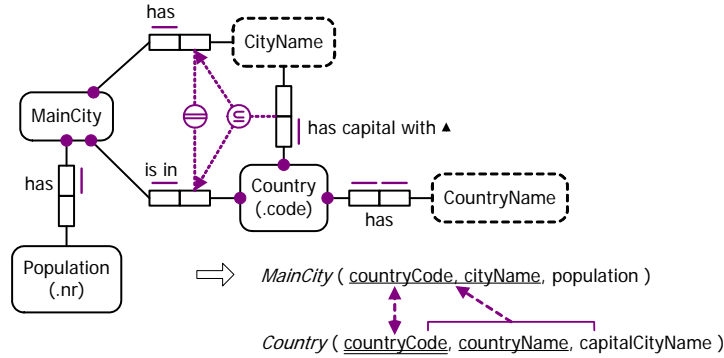 has
CityName
MainCity
has capital with ▲
has
is in
Country
(.code)
CountryName
has
Population
(.nr)
MainCity ( countryCode, cityName, population )
Country ( countryCode, countryName, capitalCityName )